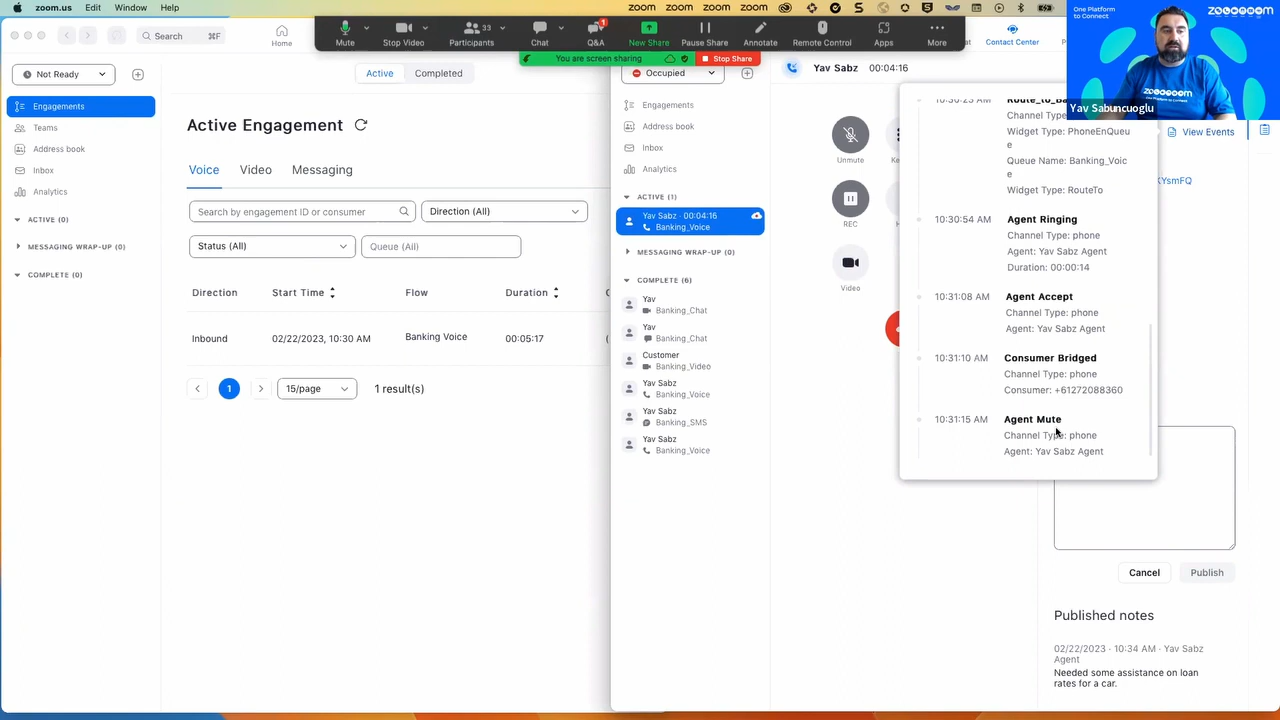 zoom.us Edit Window Help
zoom zoom zoom zoom
Search ⌘F
Home
Mute
Stop Video
Participants
33
Chat
1
Q&A
New Share
Pause Share
Annotate
Remote Control
Apps
More
Contact Center
You are screen sharing
Stop Share
One Platform
to Connect
zoom
Yav Sabuncuoglu
Not Ready
Engagements
Teams
Address book
Inbox
Analytics
ACTIVE (0)
MESSAGING WRAP-UP (0)
COMPLETE (0)
Active
Completed
Active Engagement
Voice
Video
Messaging
Search by engagement ID or consumer
Direction (All)
Status (All)
Queue (All)
Direction
Start Time
Flow
Duration
Inbound
02/22/2023, 10:30 AM
Banking Voice
00:05:17
1
15/page
1 result(s)
Occupied
Engagements
Address book
Inbox
Analytics
ACTIVE (1)
Yav Sabz · 00:04:16
Banking_Voice
MESSAGING WRAP-UP (0)
COMPLETE (6)
Yav
Banking_Chat
Yav
Banking_Chat
Customer
Banking_Video
Yav Sabz
Banking_Voice
Yav Sabz
Banking_SMS
Yav Sabz
Banking_Voice
Yav Sabz 00:04:16
Unmute
REC
Video
Widget Type: PhoneEnQueu
e
Queue Name: Banking_Voic
e
Widget Type: RouteTo
10:30:54 AM
Agent Ringing
Channel Type: phone
Agent: Yav Sabz Agent
Duration: 00:00:14
10:31:08 AM
Agent Accept
Channel Type: phone
Agent: Yav Sabz Agent
10:31:10 AM
Consumer Bridged
Channel Type: phone
Consumer: +61272088360
10:31:15 AM
Agent Mute
Channel Type: phone
Agent: Yav Sabz Agent
View Events
XYsmFQ
Cancel
Publish
Published notes
02/22/2023 · 10:34 AM · Yav Sabz
Agent
Needed some assistance on loan
rates for a car.